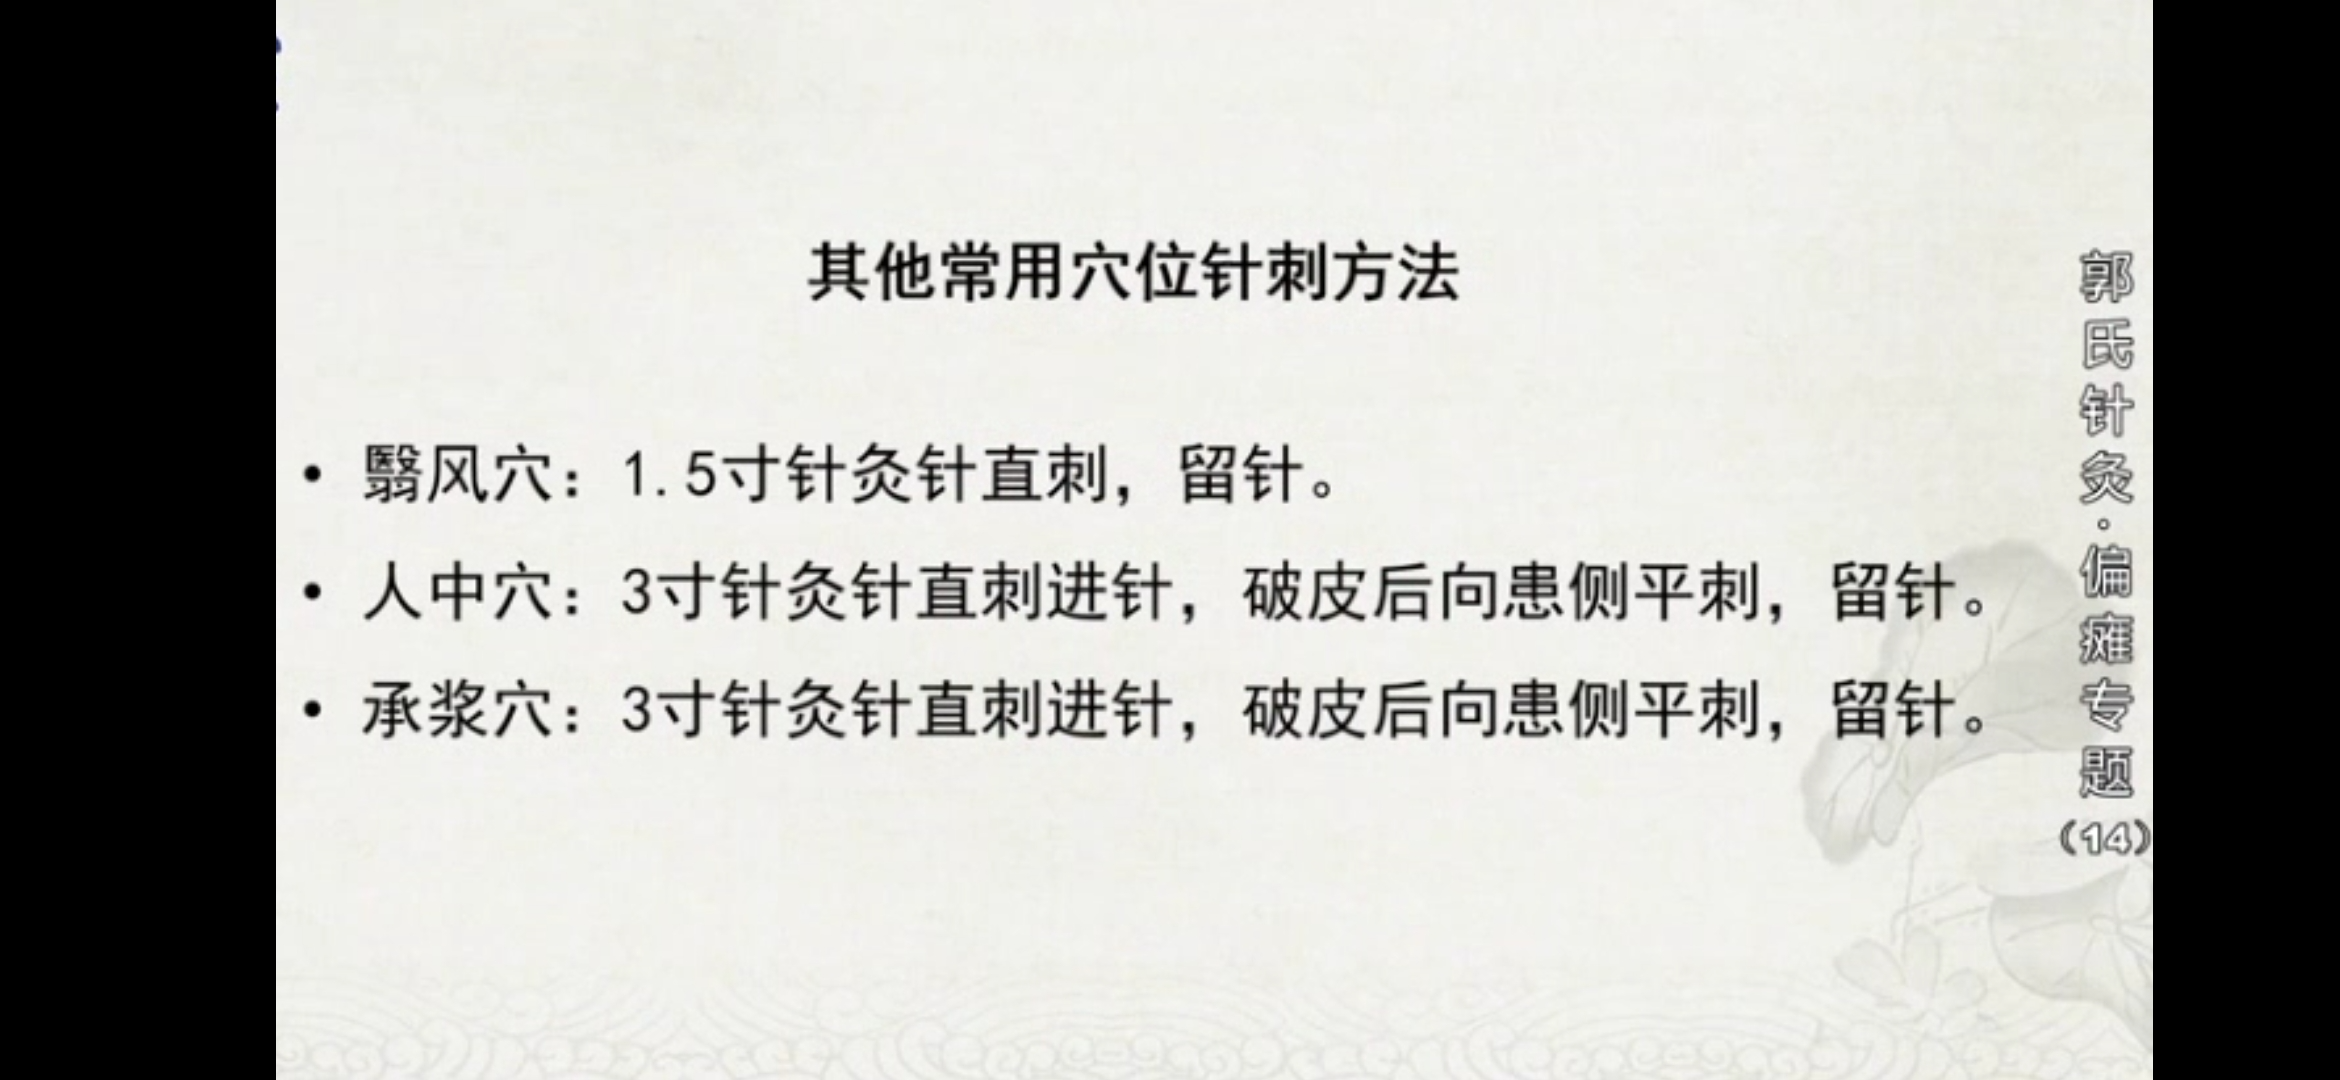 其他常用穴位针刺方法
• 翳风穴：1.5寸针灸针直刺，留针。
• 人中穴：3寸针灸针直刺进针，破皮后向患侧平刺，留针。
• 承浆穴：3寸针灸针直刺进针，破皮后向患侧平刺，留针。
郭氏针灸·偏瘫专题（14）